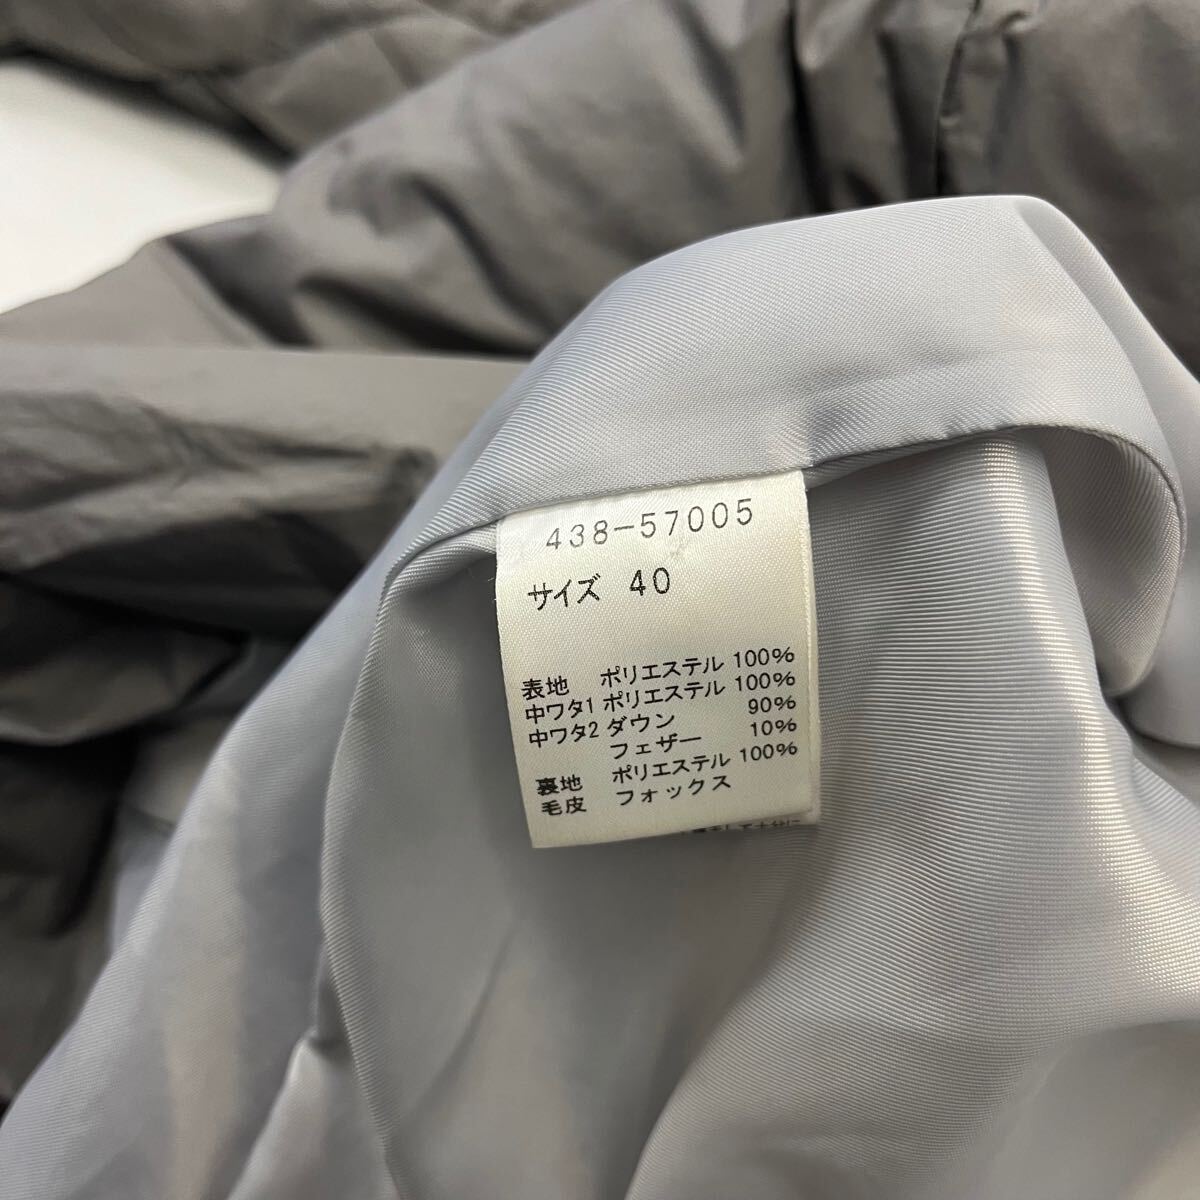 438-57005
サイズ 40
表地 ポリエステル 100%
中ワタ1 ポリエステル 100%
中ワタ2 ダウン 90%
フェザー 10%
裏地 ポリエステル 100%
毛皮 フォックス